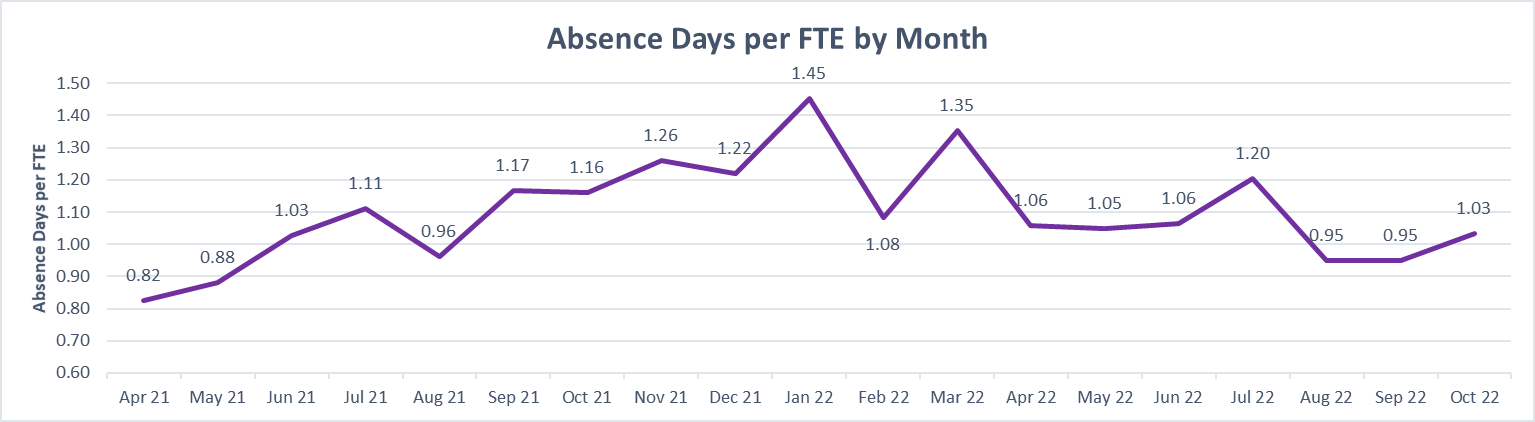 Absence Days per FTE by Month
Absence Days per FTE
1.50
1.40
1.30
1.20
1.10
1.00
0.90
0.80
0.70
0.60
0.82
0.88
1.03
1.11
0.96
1.17
1.16
1.26
1.22
1.45
1.08
1.35
1.06
1.05
1.06
1.20
0.95
0.95
1.03
Apr 21
May 21
Jun 21
Jul 21
Aug 21
Sep 21
Oct 21
Nov 21
Dec 21
Jan 22
Feb 22
Mar 22
Apr 22
May 22
Jun 22
Jul 22
Aug 22
Sep 22
Oct 22